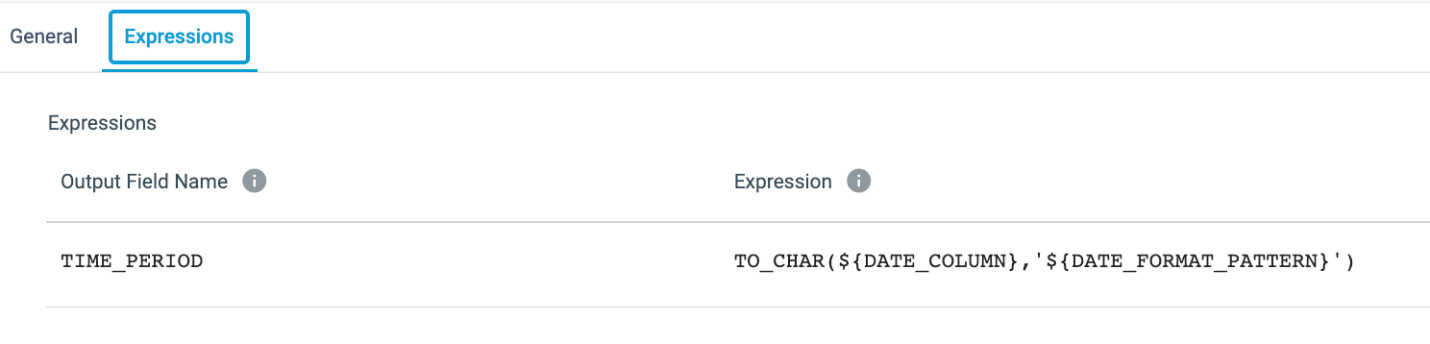 General
Expressions
Expressions
Output Field Name
Expression
TIME_PERIOD
TO_CHAR(${DATE_COLUMN},'${DATE_FORMAT_PATTERN}')